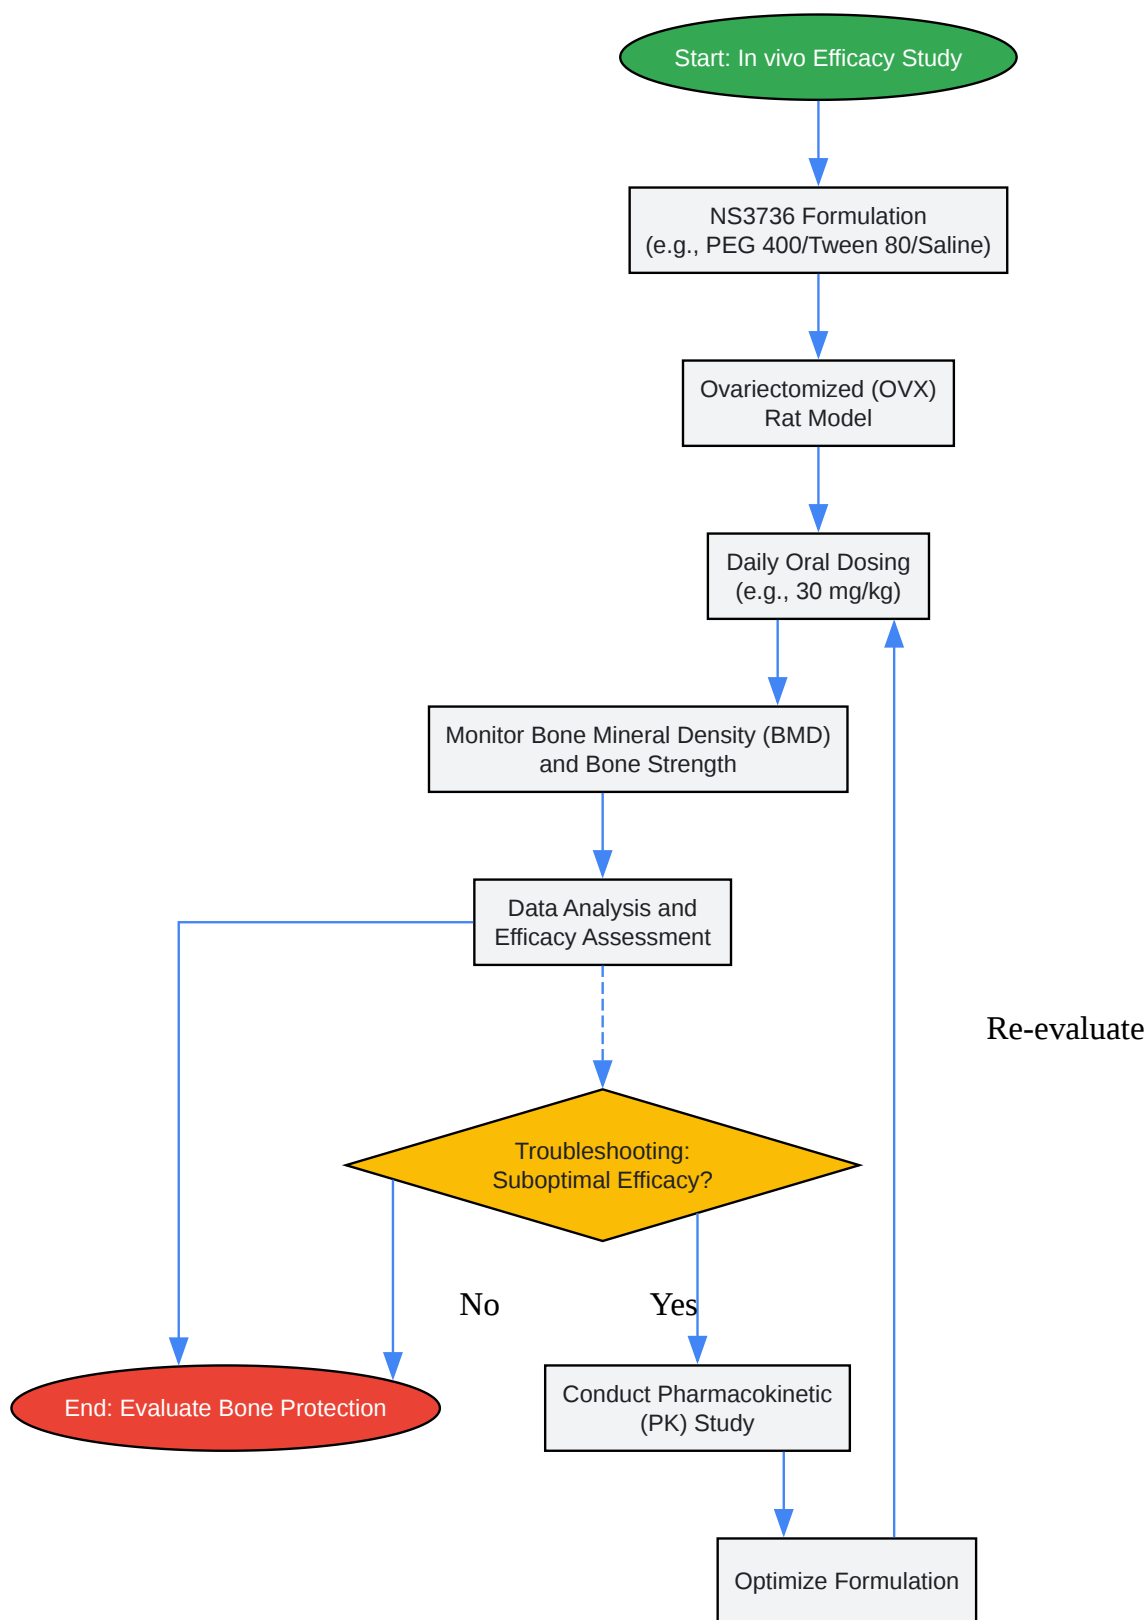 Start: In vivo Efficacy Study
NS3736 Formulation
(e.g., PEG 400/Tween 80/Saline)
Ovariectomized (OVX)
Rat Model
Daily Oral Dosing
(e.g., 30 mg/kg)
Monitor Bone Mineral Density (BMD)
and Bone Strength
Data Analysis and
Efficacy Assessment
Re-evaluate
Troubleshooting:
Suboptimal Efficacy?
No
Yes
End: Evaluate Bone Protection
Conduct Pharmacokinetic
(PK) Study
Optimize Formulation